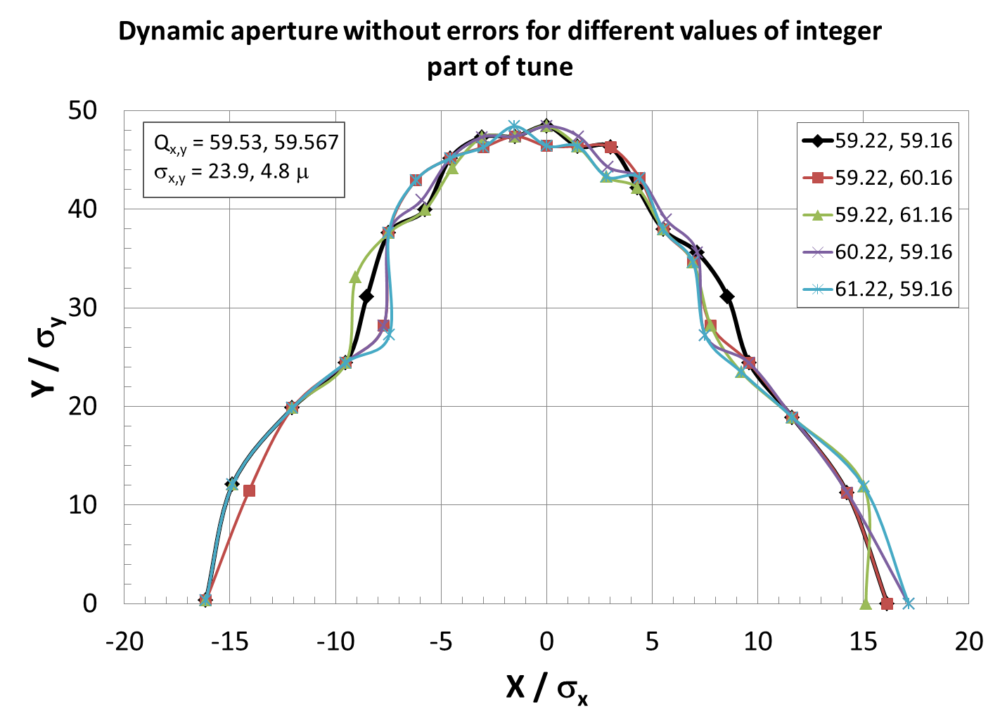 Dynamic aperture without errors for different values of integer
part of tune
Qx,y = 59.53, 59.567
σx,y = 23.9, 4.8 μ
59.22, 59.16
59.22, 60.16
59.22, 61.16
60.22, 59.16
61.22, 59.16
50
40
30
20
10
0
Y / σy
-20 -15 -10 -5 0 5 10 15 20
X / σx